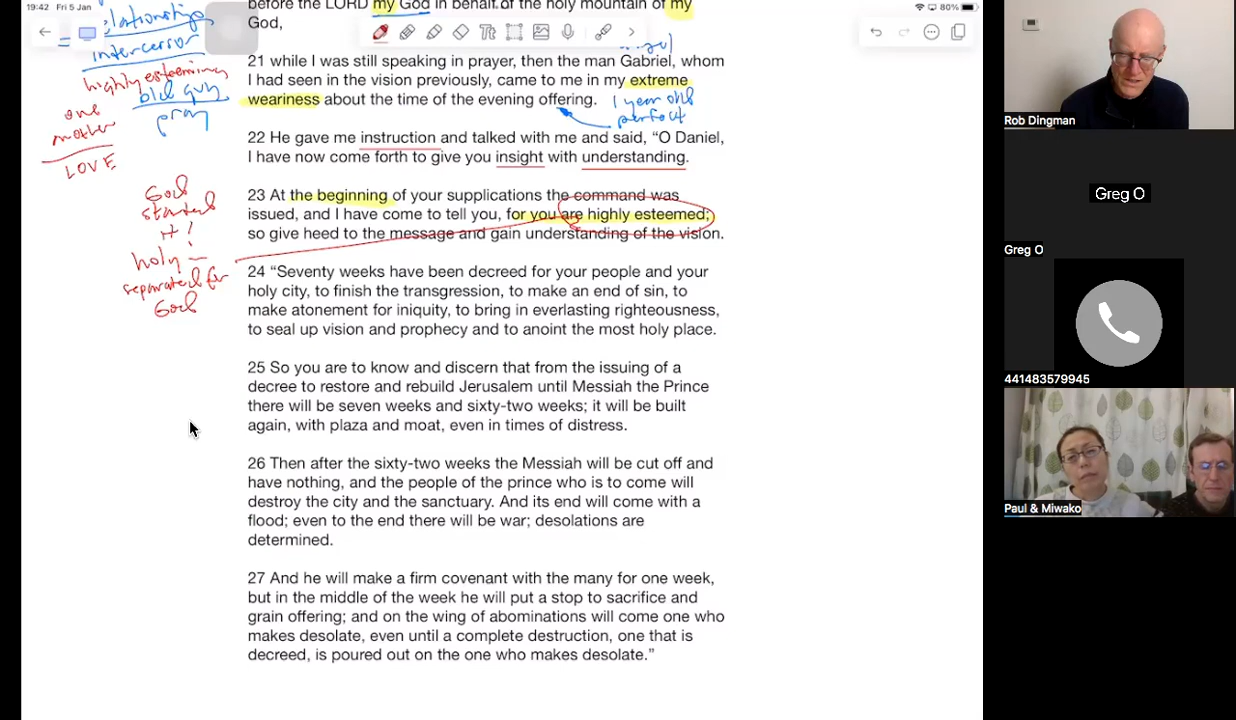 19:42 Fri 5 Jan
80%
relationships
intercessor
highly esteeming
old guy
pray
one
mother
LOVE
before the LORD my God in behalf of the holy mountain of my
God,
21 while I was still speaking in prayer, then the man Gabriel, whom
I had seen in the vision previously, came to me in my extreme
weariness about the time of the evening offering.
1 year old
perfect
22 He gave me instruction and talked with me and said, “O Daniel,
I have now come forth to give you insight with understanding.
23 At the beginning of your supplications the command was
issued, and I have come to tell you, for you are highly esteemed;
so give heed to the message and gain understanding of the vision.
God
started
it!
holy –
separated for
God
24 “Seventy weeks have been decreed for your people and your
holy city, to finish the transgression, to make an end of sin, to
make atonement for iniquity, to bring in everlasting righteousness,
to seal up vision and prophecy and to anoint the most holy place.
25 So you are to know and discern that from the issuing of a
decree to restore and rebuild Jerusalem until Messiah the Prince
there will be seven weeks and sixty-two weeks; it will be built
again, with plaza and moat, even in times of distress.
26 Then after the sixty-two weeks the Messiah will be cut off and
have nothing, and the people of the prince who is to come will
destroy the city and the sanctuary. And its end will come with a
flood; even to the end there will be war; desolations are
determined.
27 And he will make a firm covenant with the many for one week,
but in the middle of the week he will put a stop to sacrifice and
grain offering; and on the wing of abominations will come one who
makes desolate, even until a complete destruction, one that is
decreed, is poured out on the one who makes desolate.”
Rob Dingman
Greg O
Greg O
441483579945
Paul & Miwako